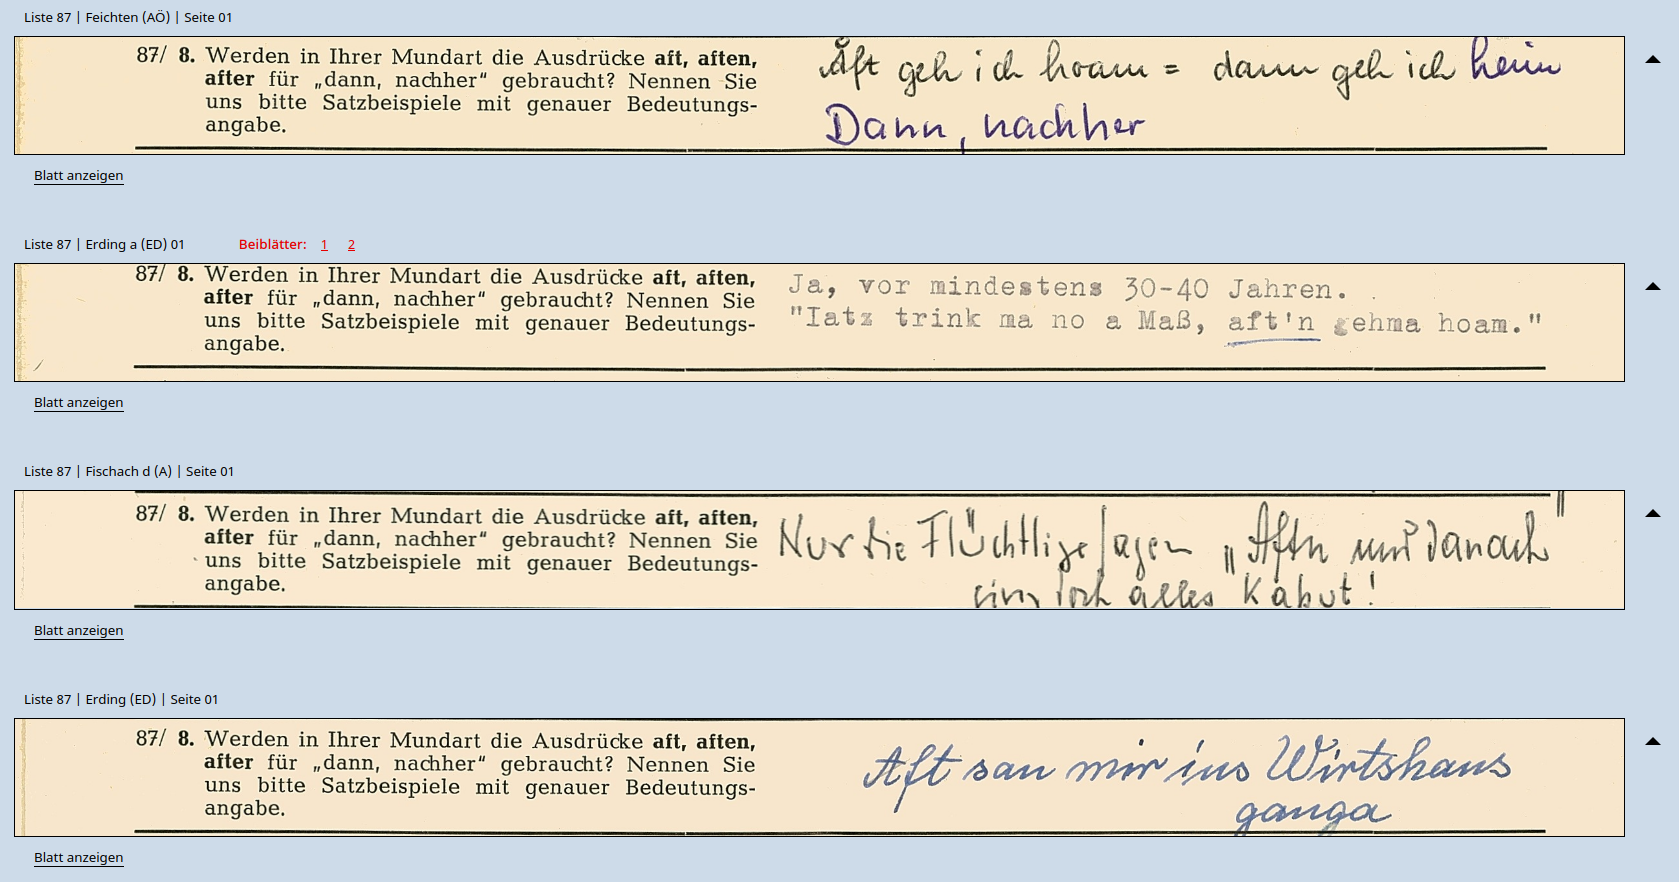 Liste 87 | Feichten (AÖ) | Seite 01
87/ 8. Werden in Ihrer Mundart die Ausdrücke aft, aften,
after für „dann, nachher“ gebraucht? Nennen Sie
uns bitte Satzbeispiele mit genauer Bedeutungs-
angabe.
Åft geh ich hoam = dann geh ich heim
Dann, nachher
Blatt anzeigen
Liste 87 | Erding a (ED) 01 Beiblätter: 1 2
87/ 8. Werden in Ihrer Mundart die Ausdrücke aft, aften,
after für „dann, nachher“ gebraucht? Nennen Sie
uns bitte Satzbeispiele mit genauer Bedeutungs-
angabe.
Ja, vor mindestens 30-40 Jahren.
"Iatz trink ma no a Maß, aft'n gehma hoam."
Blatt anzeigen
Liste 87 | Fischach d (A) | Seite 01
87/ 8. Werden in Ihrer Mundart die Ausdrücke aft, aften,
after für „dann, nachher“ gebraucht? Nennen Sie
uns bitte Satzbeispiele mit genauer Bedeutungs-
angabe.
Nur die Flüchtlige sagen „Aftn und danach"
alles Kabut!
Blatt anzeigen
Liste 87 | Erding (ED) | Seite 01
87/ 8. Werden in Ihrer Mundart die Ausdrücke aft, aften,
after für „dann, nachher“ gebraucht? Nennen Sie
uns bitte Satzbeispiele mit genauer Bedeutungs-
angabe.
Aft san mir ins Wirtshaus
ganga
Blatt anzeigen